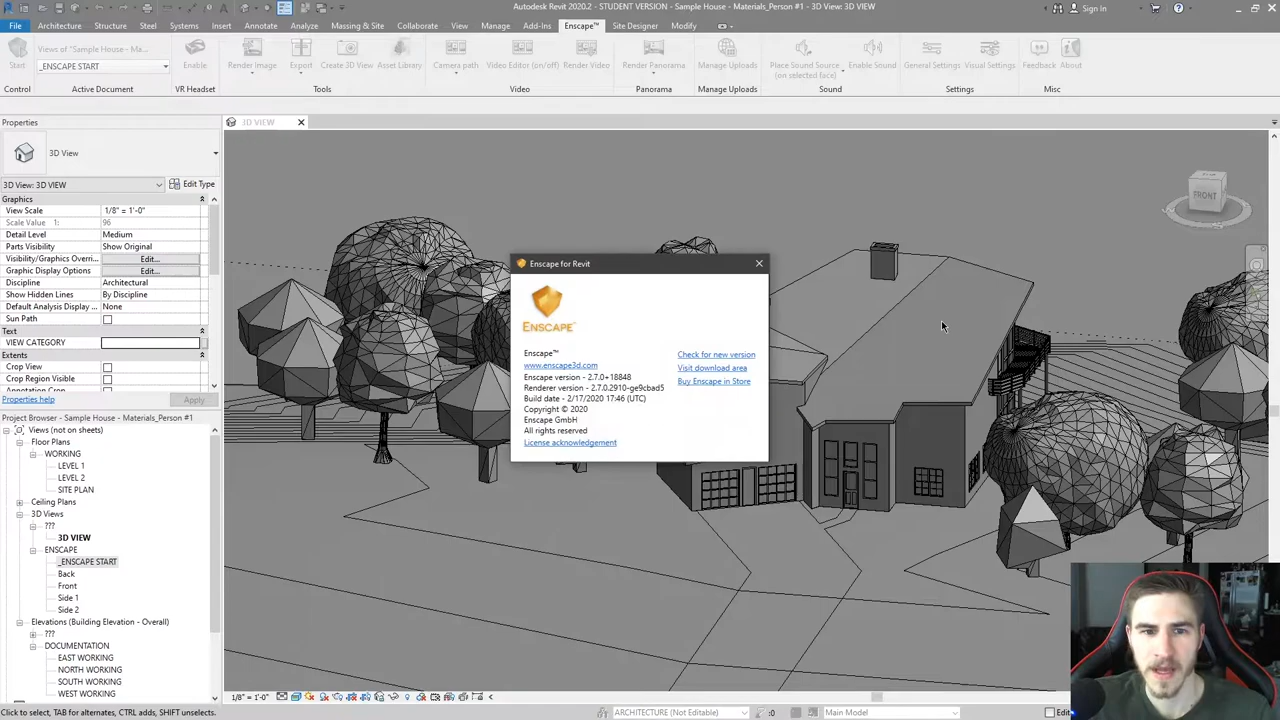 Autodesk Revit 2020.2 - STUDENT VERSION - Sample House - Materials_Person #1 - 3D View: 3D VIEW
Sign In
File Architecture Structure Steel Systems Insert Annotate Analyze Massing & Site Collaborate View Manage Add-Ins Enscape™ Site Designer Modify
Views of "Sample House - Ma...
_ENSCAPE START
Start Enable Render Image Export Create 3D View Asset Library Camera path Video Editor (on/off) Render Video Render Panorama Manage Uploads Place Sound Source Enable Sound General Settings Visual Settings Feedback About
(on selected face)
Control Active Document VR Headset Tools Video Panorama Manage Uploads Sound Settings Misc
Properties
3D VIEW
3D View
3D View: 3D VIEW Edit Type
Graphics
View Scale 1/8" = 1'-0"
Scale Value 1: 96
Detail Level Medium
Parts Visibility Show Original
Visibility/Graphics Overri... Edit...
Graphic Display Options Edit...
Discipline Architectural
Show Hidden Lines By Discipline
Default Analysis Display ... None
Sun Path
Text
VIEW CATEGORY
Extents
Crop View
Crop Region Visible
Properties help Apply
Project Browser - Sample House - Materials_Person #1
Views (not on sheets)
Floor Plans
WORKING
LEVEL 1
LEVEL 2
SITE PLAN
Ceiling Plans
3D Views
???
3D VIEW
ENSCAPE
_ENSCAPE START
Back
Front
Side 1
Side 2
Elevations (Building Elevation - Overall)
???
DOCUMENTATION
EAST WORKING
NORTH WORKING
SOUTH WORKING
WEST WORKING
FRONT
Enscape for Revit
ENSCAPE™
Enscape™
www.enscape3d.com
Enscape version - 2.7.0+18848
Renderer version - 2.7.0.2910-ge9cbad5
Build date - 2/17/2020 17:46 (UTC)
Copyright © 2020
Enscape GmbH
All rights reserved
License acknowledgement
Check for new version
Visit download area
Buy Enscape in Store
1/8" = 1'-0"
Click to select, TAB for alternates, CTRL adds, SHIFT unselects.
ARCHITECTURE (Not Editable) :0 Main Model